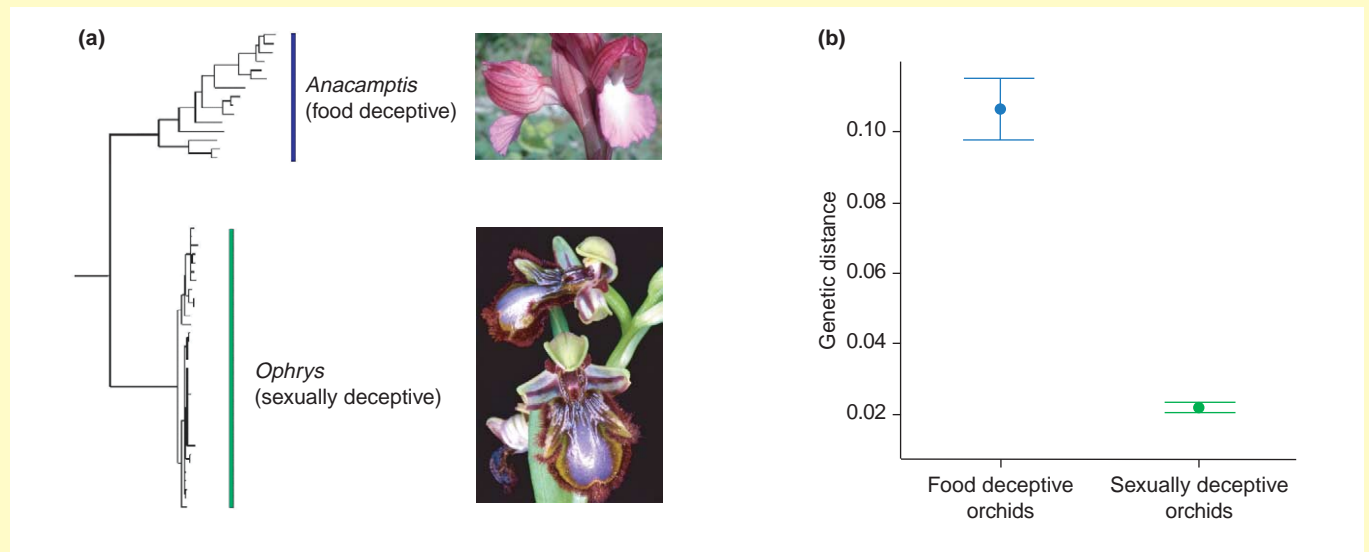 (a)
Anacamptis
(food deceptive)
Ophrys
(sexually deceptive)
(b)
Genetic distance
0.10
0.08
0.06
0.04
0.02
Food deceptive
orchids
Sexually deceptive
orchids